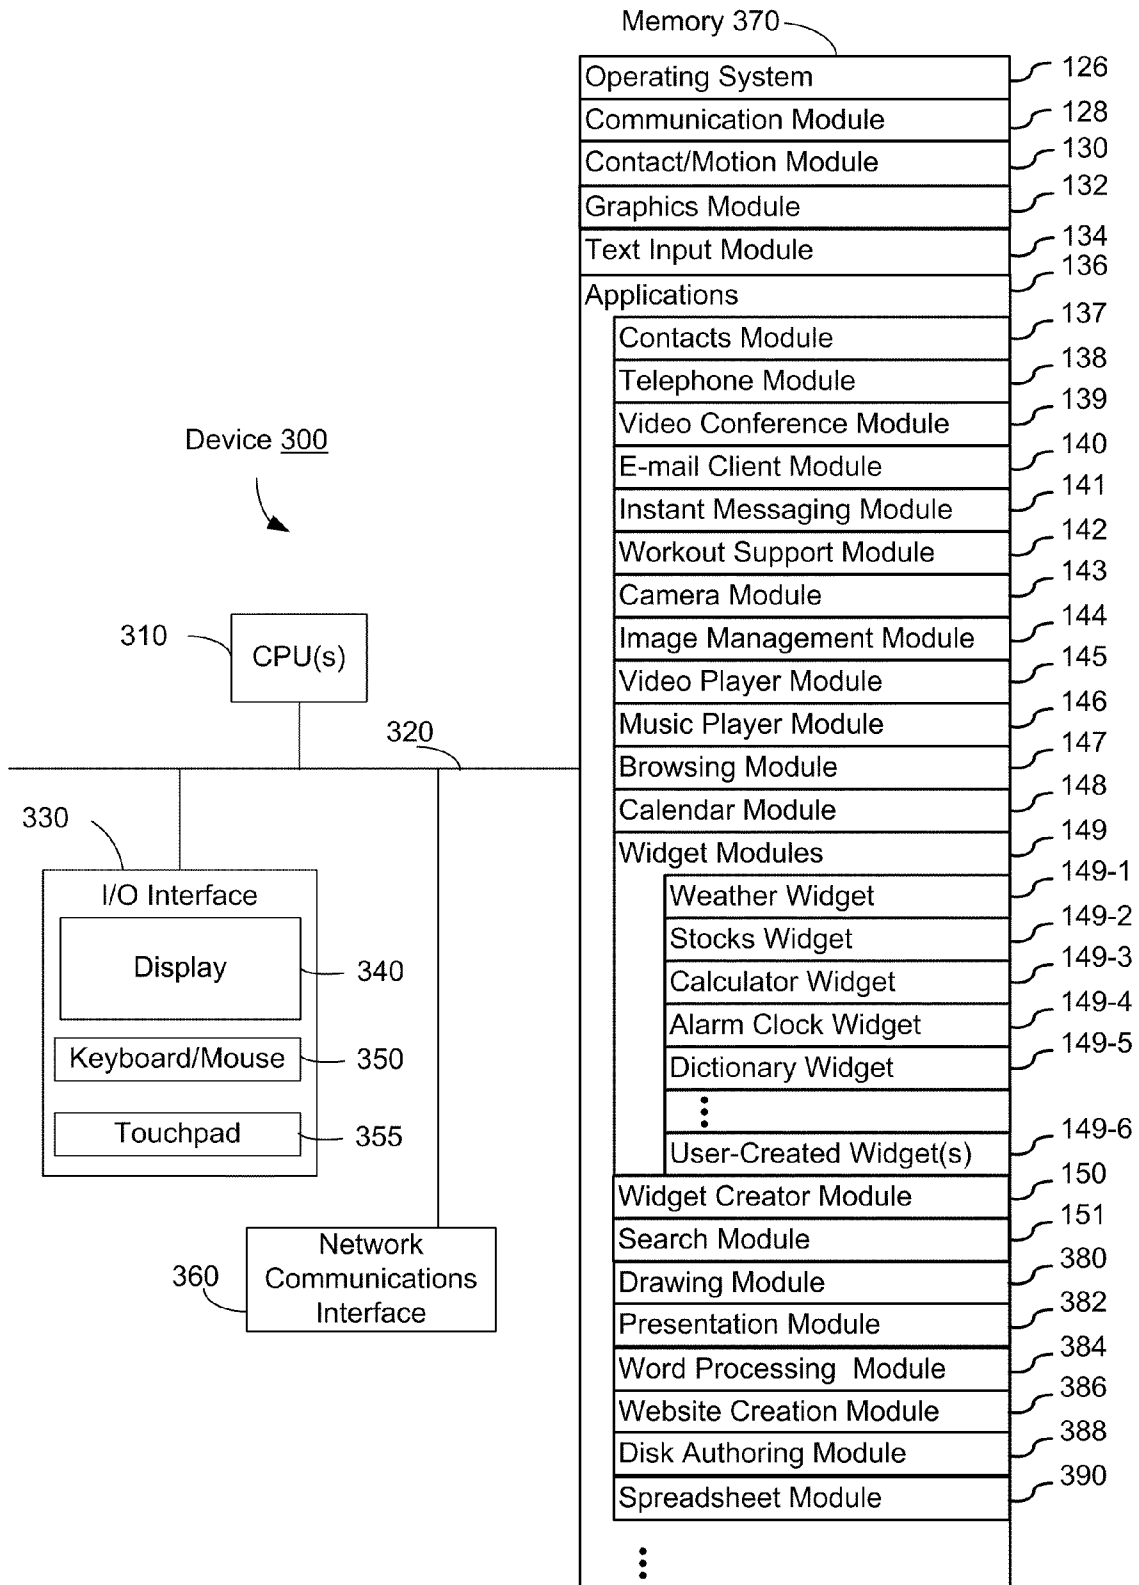 Memory 370
Operating System 126
Communication Module 128
Contact/Motion Module 130
Graphics Module 132
Text Input Module 134
Applications 136
Contacts Module 137
Telephone Module 138
Video Conference Module 139
E-mail Client Module 140
Instant Messaging Module 141
Workout Support Module 142
Camera Module 143
Image Management Module 144
Video Player Module 145
Music Player Module 146
Browsing Module 147
Calendar Module 148
Widget Modules 149
Weather Widget 149-1
Stocks Widget 149-2
Calculator Widget 149-3
Alarm Clock Widget 149-4
Dictionary Widget 149-5
User-Created Widget(s) 149-6
Widget Creator Module 150
Search Module 151
Drawing Module 380
Presentation Module 382
Word Processing Module 384
Website Creation Module 386
Disk Authoring Module 388
Spreadsheet Module 390
Device 300
310
CPU(s)
320
330
I/O Interface
Display 340
Keyboard/Mouse 350
Touchpad 355
360
Network
Communications
Interface